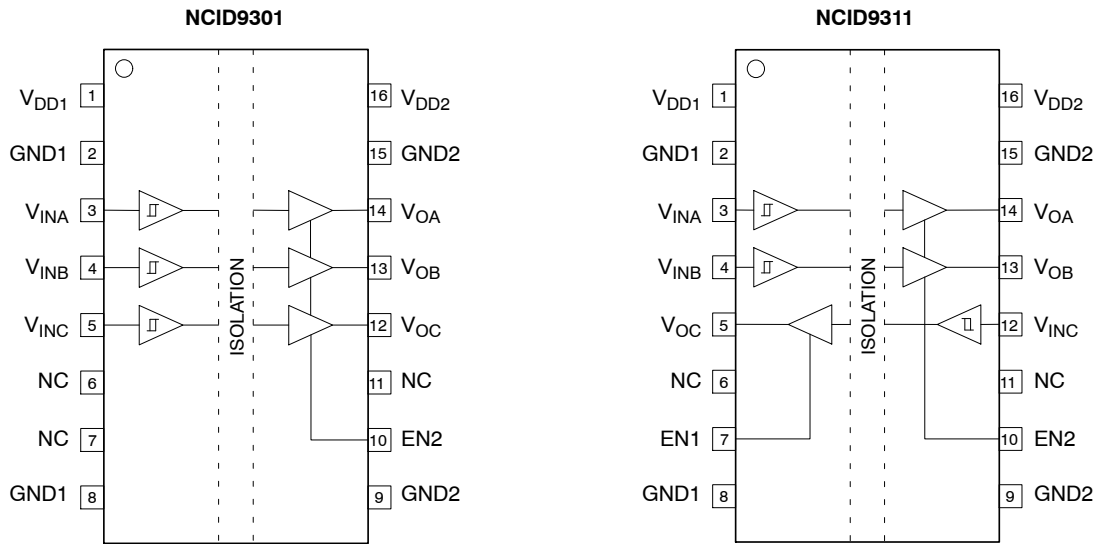 NCID9301
VDD1 1
16 VDD2
GND1 2
15 GND2
VINA 3
14 VOA
VINB 4
13 VOB
VINC 5
12 VOC
NC 6
11 NC
NC 7
10 EN2
GND1 8
9 GND2
ISOLATION
NCID9311
VDD1 1
16 VDD2
GND1 2
15 GND2
VINA 3
14 VOA
VINB 4
13 VOB
VOC 5
12 VINC
NC 6
11 NC
EN1 7
10 EN2
GND1 8
9 GND2
ISOLATION